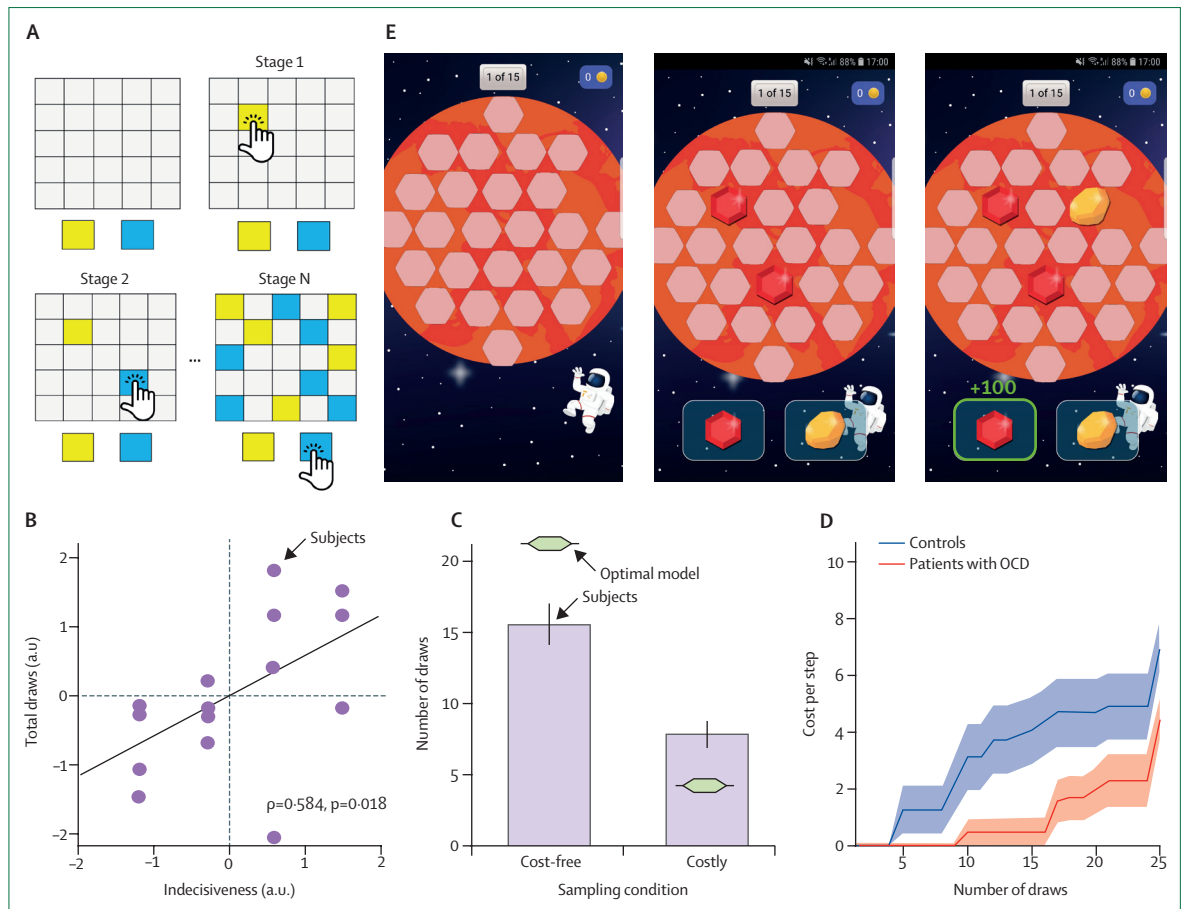 A
Stage 1
Stage 2
Stage N
...
E
1 of 15
0
88% 17:00
1 of 15
0
88% 17:00
1 of 15
0
+100
B
Subjects
Total draws (a.u)
2
1
0
−1
−2
−2
−1
0
1
2
ρ=0·584, p=0·018
Indecisiveness (a.u.)
C
Optimal model
Subjects
Number of draws
20
15
10
5
0
Cost-free
Costly
Sampling condition
D
Controls
Patients with OCD
Cost per step
10
8
6
4
2
0
5
10
15
20
25
Number of draws